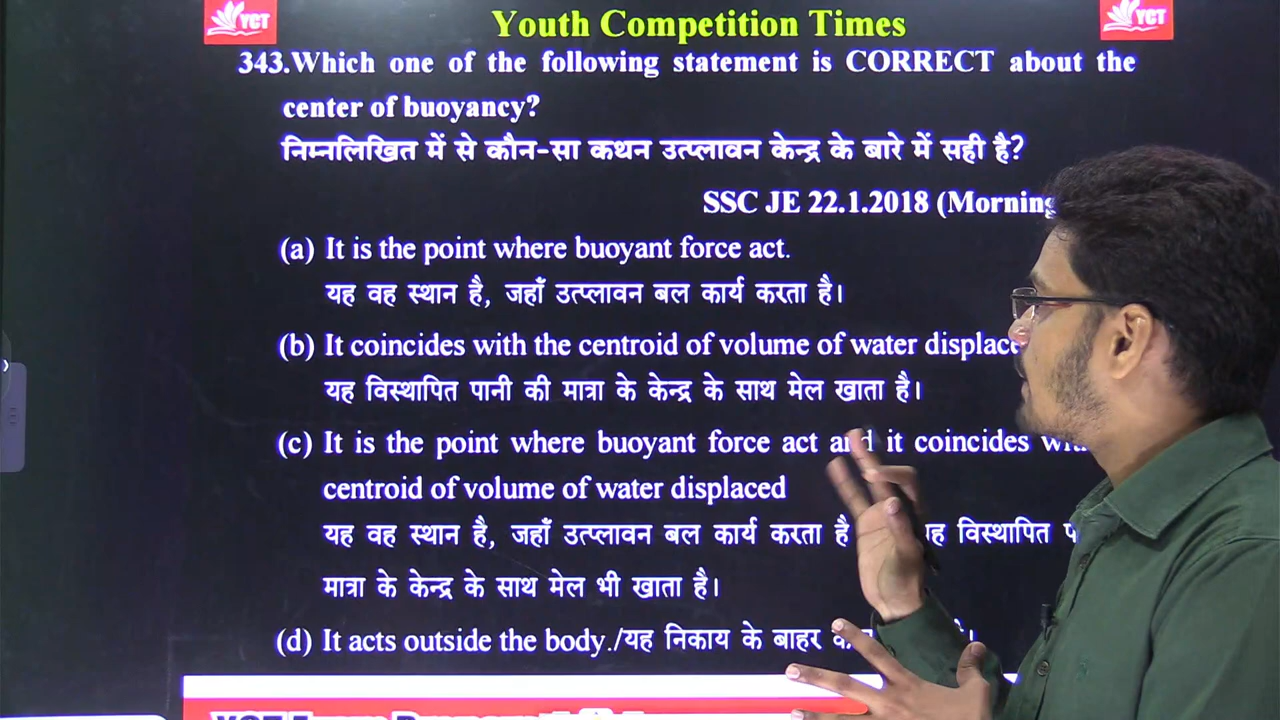 YCT
Youth Competition Times
YCT
343.Which one of the following statement is CORRECT about the
center of buoyancy?
निम्नलिखित में से कौन-सा कथन उत्प्लावन केन्द्र के बारे में सही है?
SSC JE 22.1.2018 (Morning
(a) It is the point where buoyant force act.
यह वह स्थान है, जहाँ उत्प्लावन बल कार्य करता है।
(b) It coincides with the centroid of volume of water
यह विस्थापित पानी की मात्रा के केन्द्र के साथ मेल खाता है।
(c) It is the point where buoyant force act and it coincides
centroid of volume of water displaced
यह वह स्थान है, जहाँ उत्प्लावन बल कार्य करता है विस्थापित
मात्रा के केन्द्र के साथ मेल भी खाता है।
(d) It acts outside the body./यह निकाय के बाहर